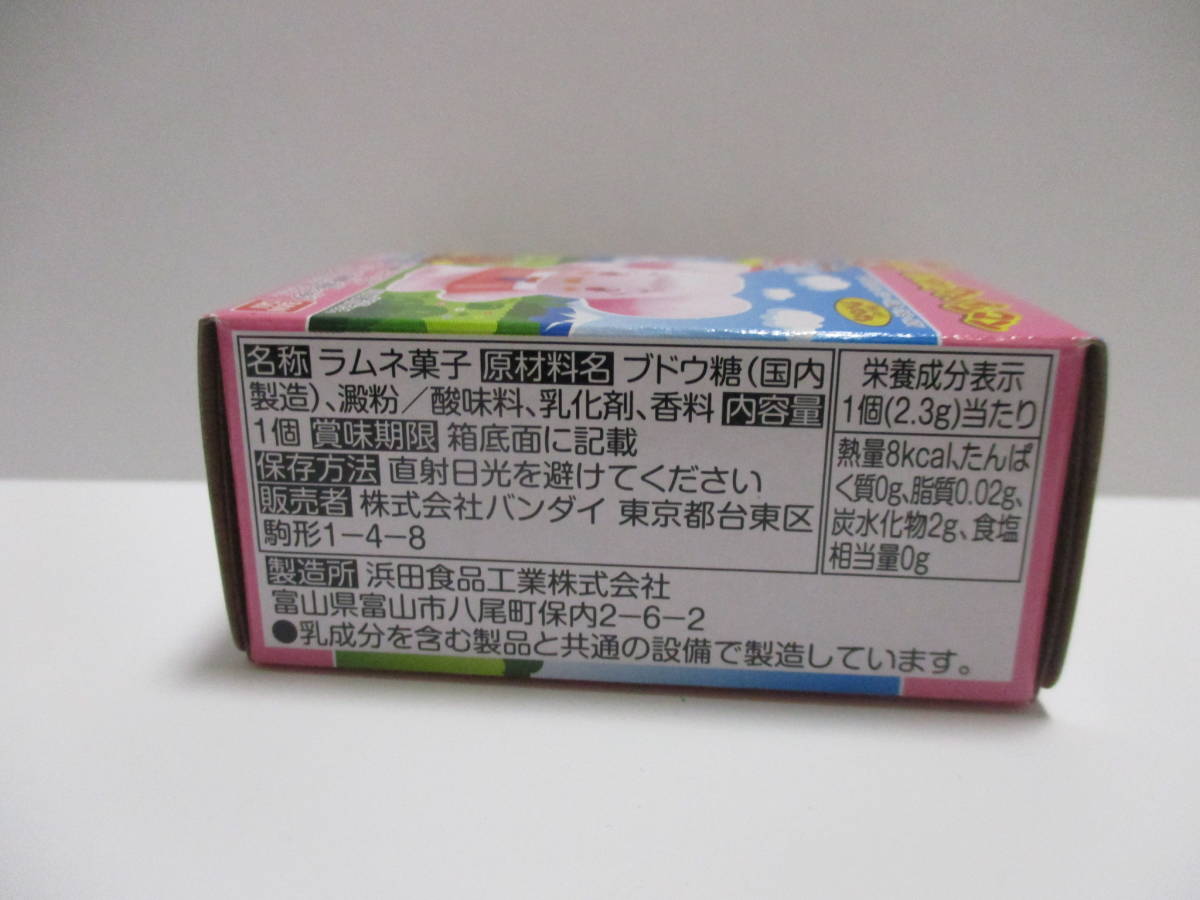 名称 ラムネ菓子 原材料名 ブドウ糖(国内
製造)、澱粉/酸味料、乳化剤、香料 内容量
1個 賞味期限 箱底面に記載
保存方法 直射日光を避けてください
販売者 株式会社バンダイ 東京都台東区
駒形1-4-8
製造所 浜田食品工業株式会社
富山県富山市八尾町保内2-6-2
●乳成分を含む製品と共通の設備で製造しています。
栄養成分表示
1個(2.3g)当たり
熱量8kcal、たんぱ
く質0g、脂質0.02g、
炭水化物2g、食塩
相当量0g